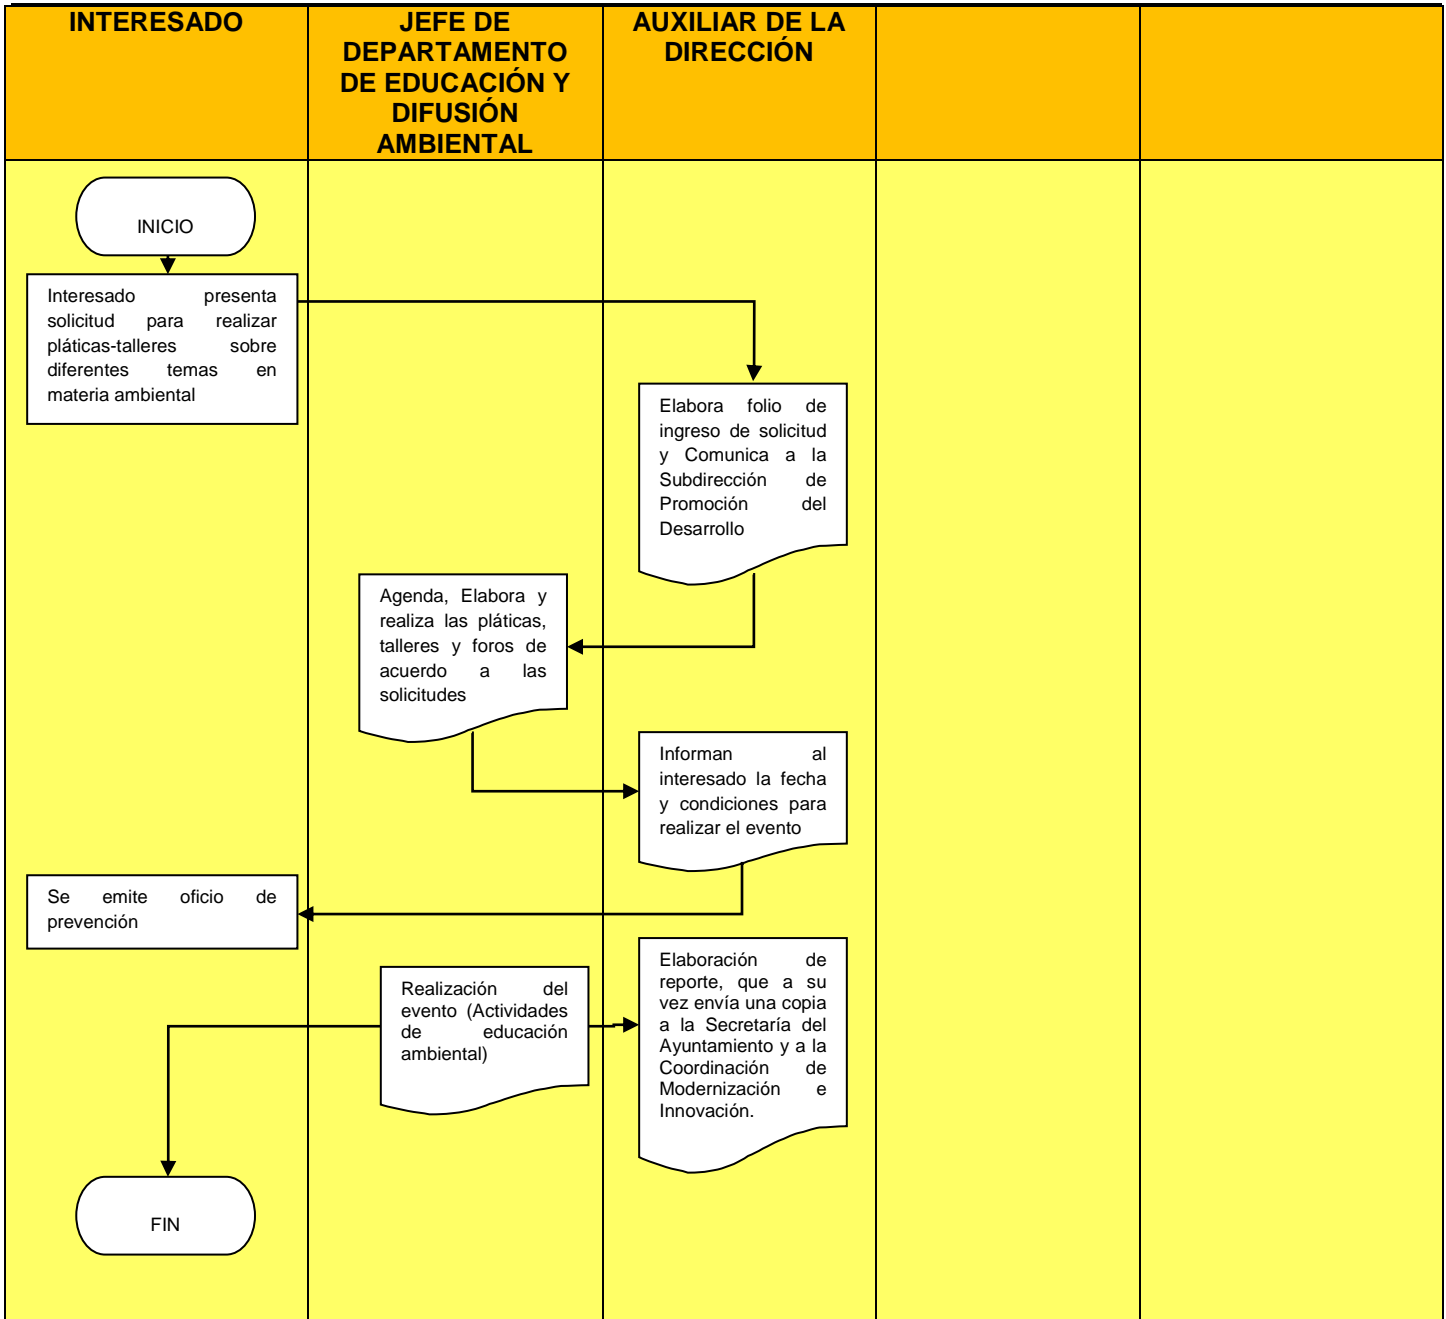 INTERESADO
JEFE DE
DEPARTAMENTO
DE EDUCACIÓN Y
DIFUSIÓN
AMBIENTAL
AUXILIAR DE LA
DIRECCIÓN
INICIO
Interesado presenta
solicitud para realizar
pláticas-talleres sobre
diferentes temas en
materia ambiental
Elabora folio de
ingreso de solicitud
y Comunica a la
Subdirección de
Promoción del
Desarrollo
Agenda, Elabora y
realiza las pláticas,
talleres y foros de
acuerdo a las
solicitudes
Informan al
interesado la fecha
y condiciones para
realizar el evento
Se emite oficio de
prevención
Realización del
evento (Actividades
de educación
ambiental)
Elaboración de
reporte, que a su
vez envía una copia
a la Secretaría del
Ayuntamiento y a la
Coordinación de
Modernización e
Innovación.
FIN